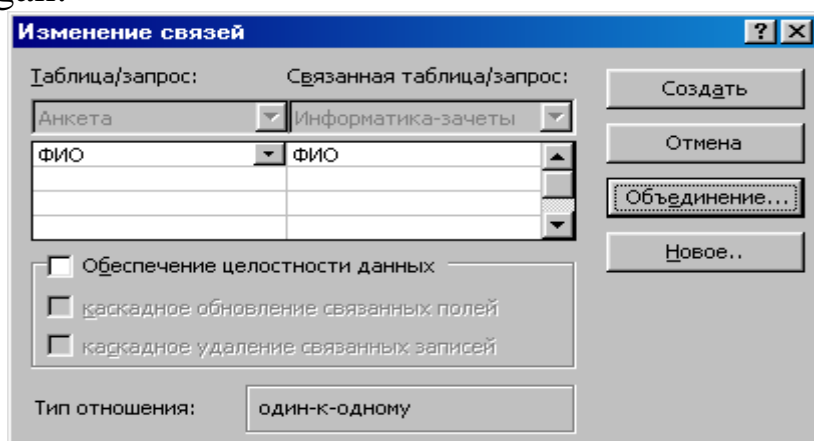 Изменение связей
Таблица/запрос: Связанная таблица/запрос:
Анкета Информатика-зачеты
ФИО ФИО
Создать
Отмена
Объединение...
Новое..
Обеспечение целостности данных
каскадное обновление связанных полей
каскадное удаление связанных записей
Тип отношения: один-к-одному